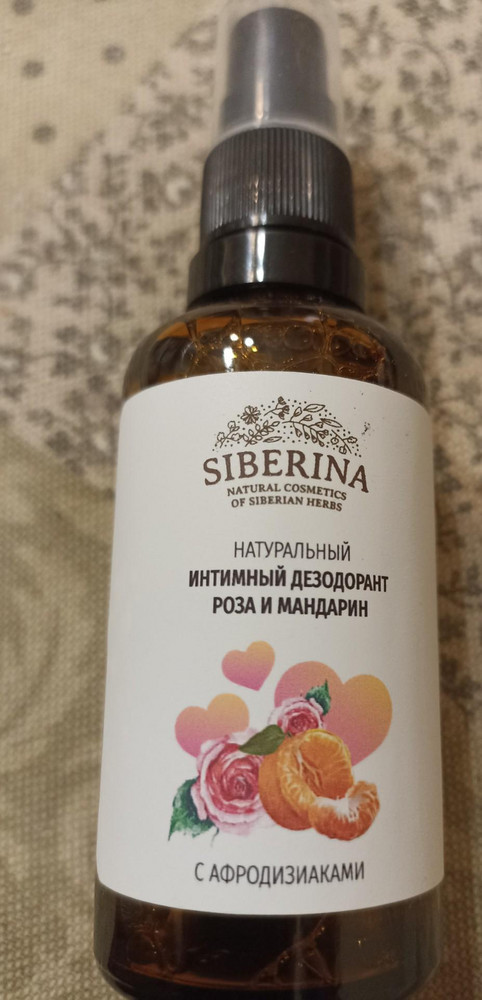 SIBERINA
NATURAL COSMETICS
OF SIBERIAN HERBS
НАТУРАЛЬНЫЙ
ИНТИМНЫЙ ДЕЗОДОРАНТ
РОЗА И МАНДАРИН
С АФРОДИЗИАКАМИ